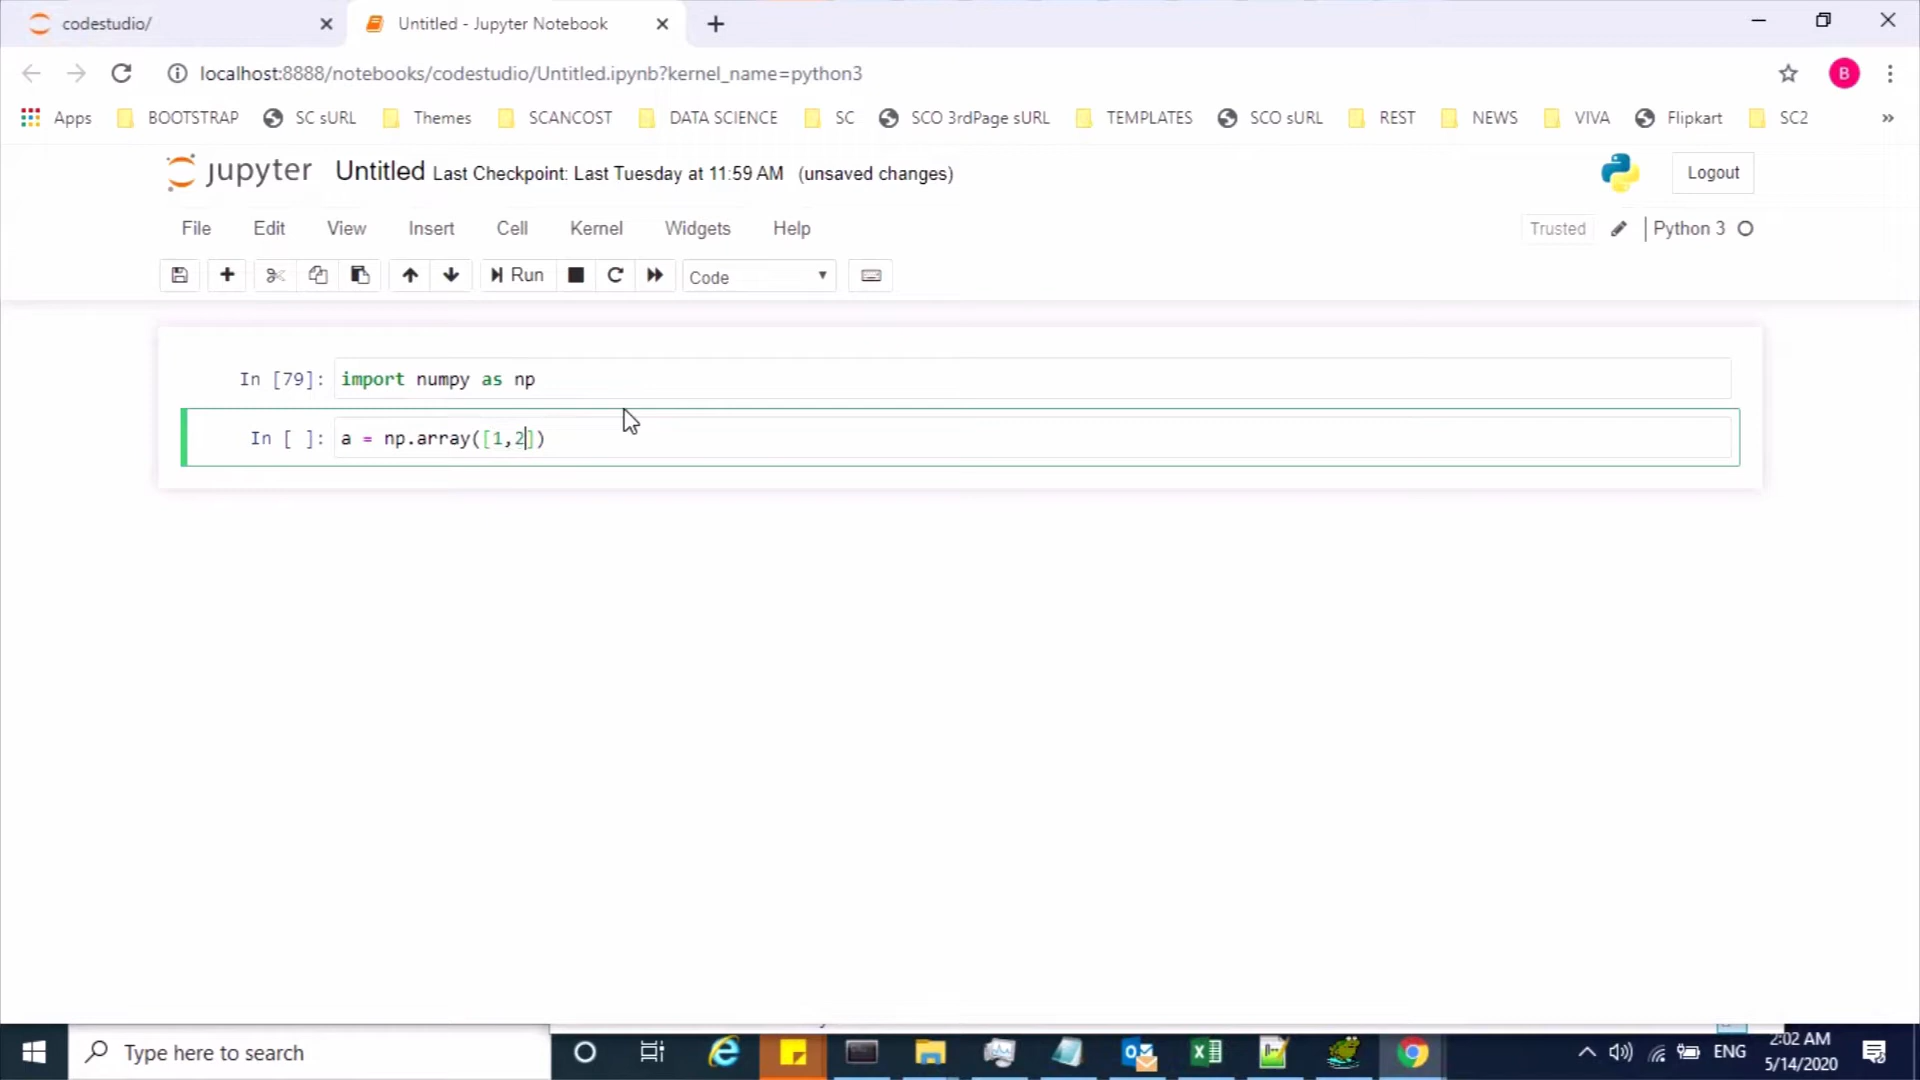 codestudio/
Untitled - Jupyter Notebook
localhost:8888/notebooks/codestudio/Untitled.ipynb?kernel_name=python3
B
Apps BOOTSTRAP SC sURL Themes SCANCOST DATA SCIENCE SC SCO 3rdPage sURL TEMPLATES SCO sURL REST NEWS VIVA Flipkart SC2 »
jupyter Untitled Last Checkpoint: Last Tuesday at 11:59 AM (unsaved changes)
Logout
File Edit View Insert Cell Kernel Widgets Help
Trusted Python 3
Run Code
In [79]: import numpy as np
In [ ]: a = np.array([1,2])
Type here to search
ENG
2:02 AM
5/14/2020